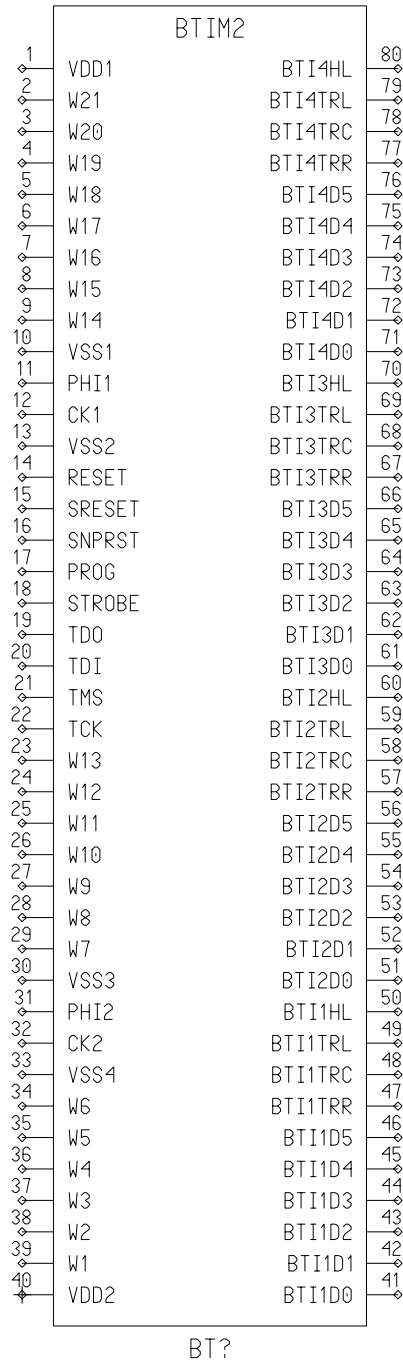 BTIM2
1 VDD1 BTI4HL 80
2 W21 BTI4TRL 79
3 W20 BTI4TRC 78
4 W19 BTI4TRR 77
5 W18 BTI4D5 76
6 W17 BTI4D4 75
7 W16 BTI4D3 74
8 W15 BTI4D2 73
9 W14 BTI4D1 72
10 VSS1 BTI4D0 71
11 PHI1 BTI3HL 70
12 CK1 BTI3TRL 69
13 VSS2 BTI3TRC 68
14 RESET BTI3TRR 67
15 SRESET BTI3D5 66
16 SNPRST BTI3D4 65
17 PROG BTI3D3 64
18 STROBE BTI3D2 63
19 TDO BTI3D1 62
20 TDI BTI3D0 61
21 TMS BTI2HL 60
22 TCK BTI2TRL 59
23 W13 BTI2TRC 58
24 W12 BTI2TRR 57
25 W11 BTI2D5 56
26 W10 BTI2D4 55
27 W9 BTI2D3 54
28 W8 BTI2D2 53
29 W7 BTI2D1 52
30 VSS3 BTI2D0 51
31 PHI2 BTI1HL 50
32 CK2 BTI1TRL 49
33 VSS4 BTI1TRC 48
34 W6 BTI1TRR 47
35 W5 BTI1D5 46
36 W4 BTI1D4 45
37 W3 BTI1D3 44
38 W2 BTI1D2 43
39 W1 BTI1D1 42
40 VDD2 BTI1D0 41
BT?